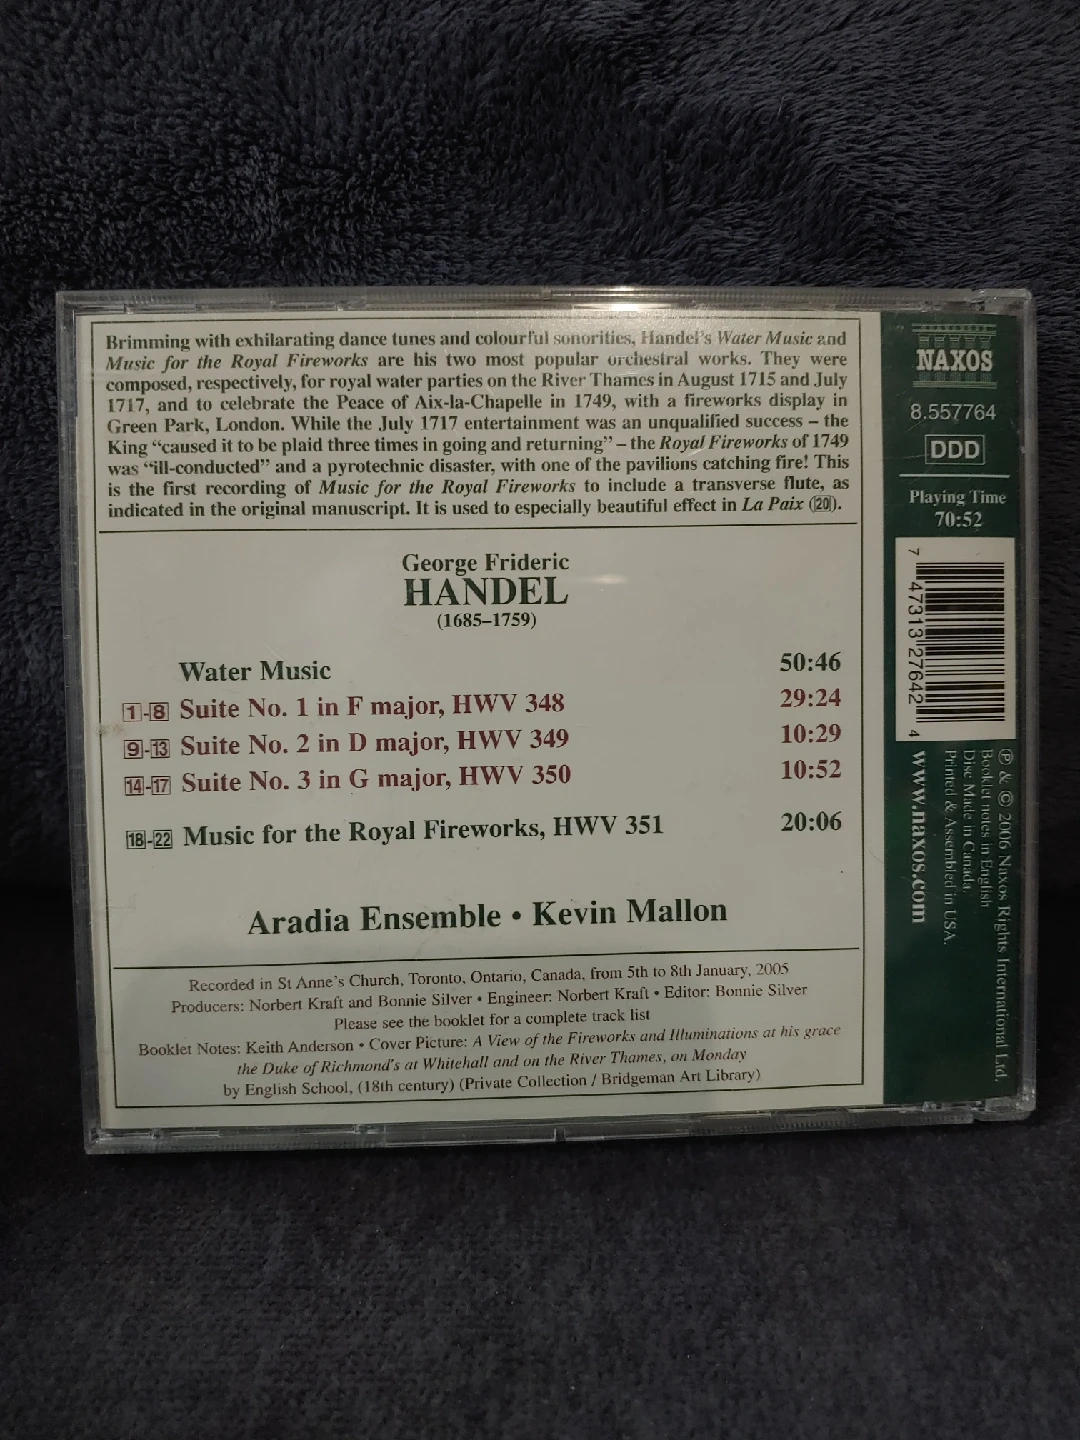 Brimming with exhilarating dance tunes and colourful sonorities, Handel's Water Music and
Music for the Royal Fireworks are his two most popular orchestral works. They were
composed, respectively, for royal water parties on the River Thames in August 1715 and July
1717, and to celebrate the Peace of Aix-la-Chapelle in 1749, with a fireworks display in
Green Park, London. While the July 1717 entertainment was an unqualified success – the
King “caused it to be plaid three times in going and returning” – the Royal Fireworks of 1749
was “ill-conducted” and a pyrotechnic disaster, with one of the pavilions catching fire! This
is the first recording of Music for the Royal Fireworks to include a transverse flute, as
indicated in the original manuscript. It is used to especially beautiful effect in La Paix (20).
George Frideric
HANDEL
(1685–1759)
Water Music 50:46
1-8 Suite No. 1 in F major, HWV 348 29:24
9-13 Suite No. 2 in D major, HWV 349 10:29
14-17 Suite No. 3 in G major, HWV 350 10:52
18-22 Music for the Royal Fireworks, HWV 351 20:06
Aradia Ensemble • Kevin Mallon
Recorded in St Anne's Church, Toronto, Ontario, Canada, from 5th to 8th January, 2005
Producers: Norbert Kraft and Bonnie Silver • Engineer: Norbert Kraft • Editor: Bonnie Silver
Please see the booklet for a complete track list
Booklet Notes: Keith Anderson • Cover Picture: A View of the Fireworks and Illuminations at his grace
the Duke of Richmond's at Whitehall and on the River Thames, on Monday
by English School, (18th century) (Private Collection / Bridgeman Art Library)
NAXOS
8.557764
DDD
Playing Time
70:52
7 47313 27642 4
℗ & © 2006 Naxos Rights International Ltd.
Booklet notes in English
Disc Made in Canada.
Printed & Assembled in USA.
www.naxos.com